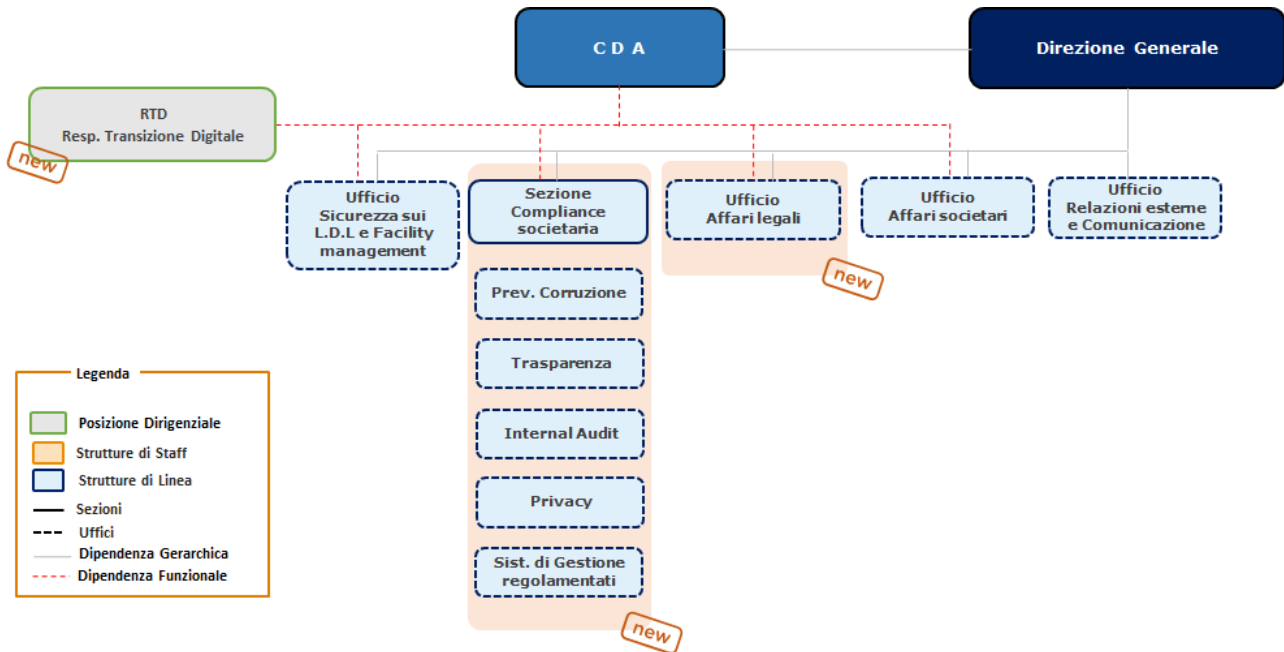 C D A
Direzione Generale
RTD
Resp. Transizione Digitale
new
Ufficio
Sicurezza sui
L.D.L e Facility
management
Sezione
Compliance
societaria
Ufficio
Affari legali
new
Ufficio
Affari societari
Ufficio
Relazioni esterne
e Comunicazione
Prev. Corruzione
Trasparenza
Internal Audit
Privacy
Sist. di Gestione
regolamentati
new
Legenda
Posizione Dirigenziale
Strutture di Staff
Strutture di Linea
Sezioni
Uffici
Dipendenza Gerarchica
Dipendenza Funzionale